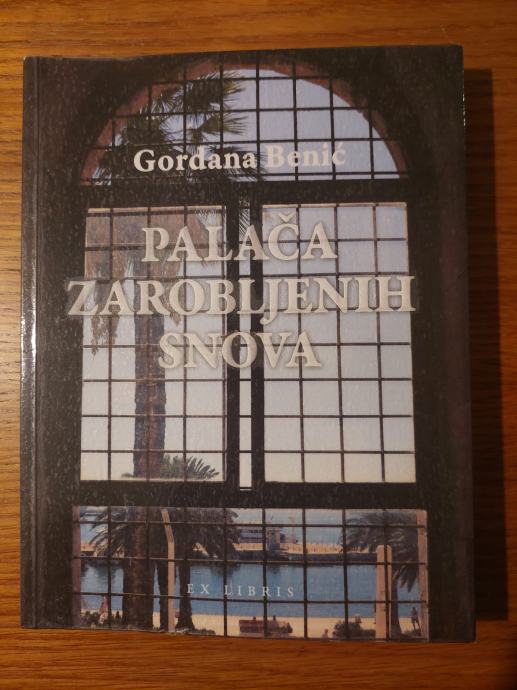 Gordana Benić
PALAČA
ZAROBLJENIH
SNOVA
EX LIBRIS